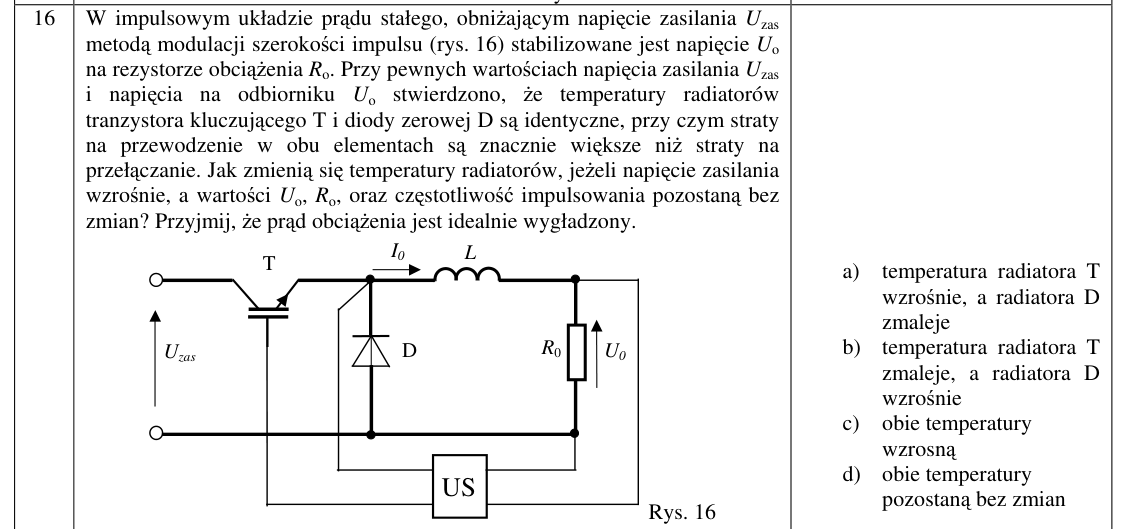 16
W impulsowym układzie prądu stałego, obniżającym napięcie zasilania Uzas
metodą modulacji szerokości impulsu (rys. 16) stabilizowane jest napięcie Uo
na rezystorze obciążenia Ro. Przy pewnych wartościach napięcia zasilania Uzas
i napięcia na odbiorniku Uo stwierdzono, że temperatury radiatorów
tranzystora kluczującego T i diody zerowej D są identyczne, przy czym straty
na przewodzenie w obu elementach są znacznie większe niż straty na
przełączanie. Jak zmienią się temperatury radiatorów, jeżeli napięcie zasilania
wzrośnie, a wartości Uo, Ro, oraz częstotliwość impulsowania pozostaną bez
zmian? Przyjmij, że prąd obciążenia jest idealnie wygładzony.
T
I0
L
Uzas
D
R0
U0
US
Rys. 16
a) temperatura radiatora T
wzrośnie, a radiatora D
zmaleje
b) temperatura radiatora T
zmaleje, a radiatora D
wzrośnie
c) obie temperatury
wzrosną
d) obie temperatury
pozostaną bez zmian